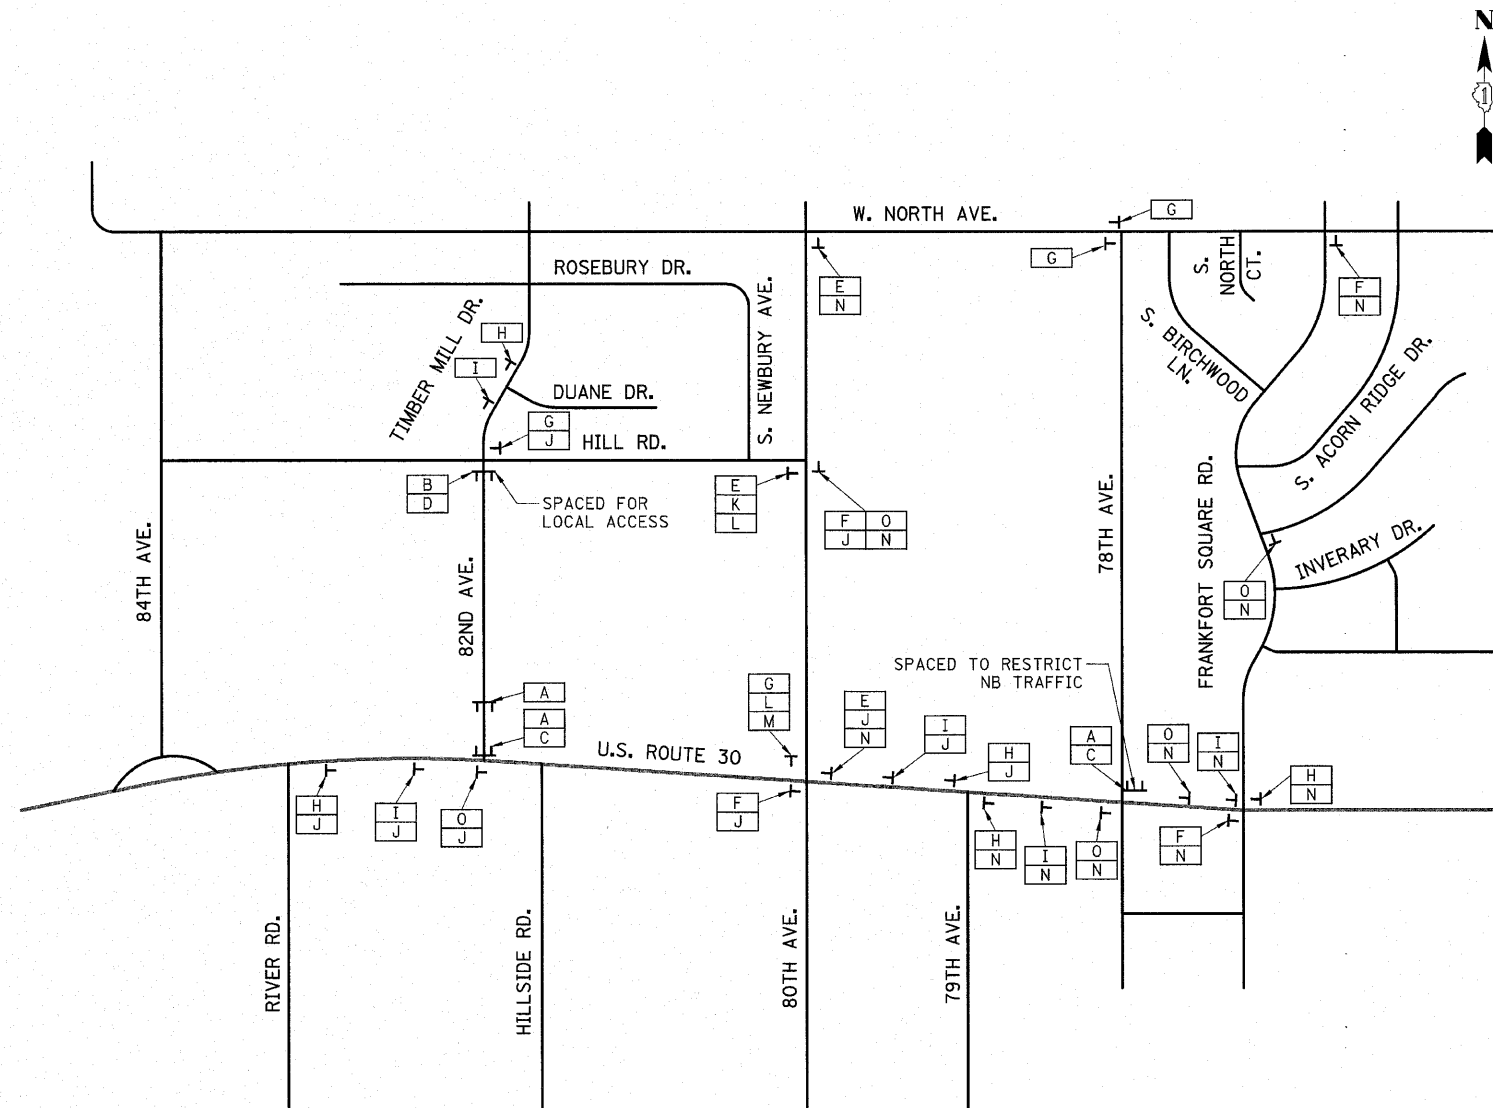 N
1
W. NORTH AVE.
G
G
ROSEBURY DR.
S. NEWBURY AVE.
E
N
S.
NORTH
CT.
F
N
TIMBER MILL DR.
H
I
DUANE DR.
G
J
HILL RD.
S. BIRCHWOOD
LN.
S. ACORN RIDGE DR.
B
D
SPACED FOR
LOCAL ACCESS
E
K
L
F O
J N
84TH AVE.
82ND AVE.
78TH AVE.
FRANKFORT SQUARE RD.
INVERARY DR.
O
N
SPACED TO RESTRICT
NB TRAFFIC
A
A
C
U.S. ROUTE 30
G
L
M
E
J
N
I
J
H
J
A
C
O
N
I
N
H
N
H
J
I
J
O
J
F
J
H
N
I
N
O
N
F
N
RIVER RD.
HILLSIDE RD.
80TH AVE.
79TH AVE.